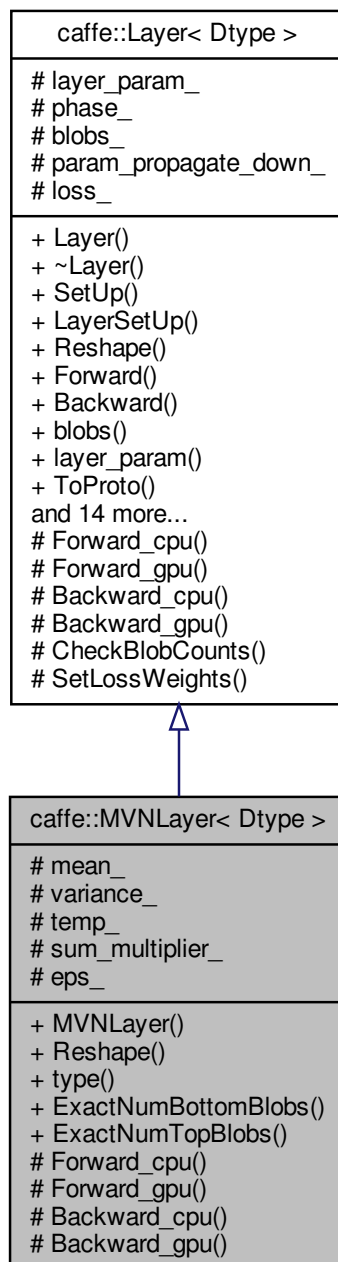 caffe::Layer< Dtype >
# layer_param_
# phase_
# blobs_
# param_propagate_down_
# loss_
+ Layer()
+ ~Layer()
+ SetUp()
+ LayerSetUp()
+ Reshape()
+ Forward()
+ Backward()
+ blobs()
+ layer_param()
+ ToProto()
and 14 more...
# Forward_cpu()
# Forward_gpu()
# Backward_cpu()
# Backward_gpu()
# CheckBlobCounts()
# SetLossWeights()
caffe::MVNLayer< Dtype >
# mean_
# variance_
# temp_
# sum_multiplier_
# eps_
+ MVNLayer()
+ Reshape()
+ type()
+ ExactNumBottomBlobs()
+ ExactNumTopBlobs()
# Forward_cpu()
# Forward_gpu()
# Backward_cpu()
# Backward_gpu()